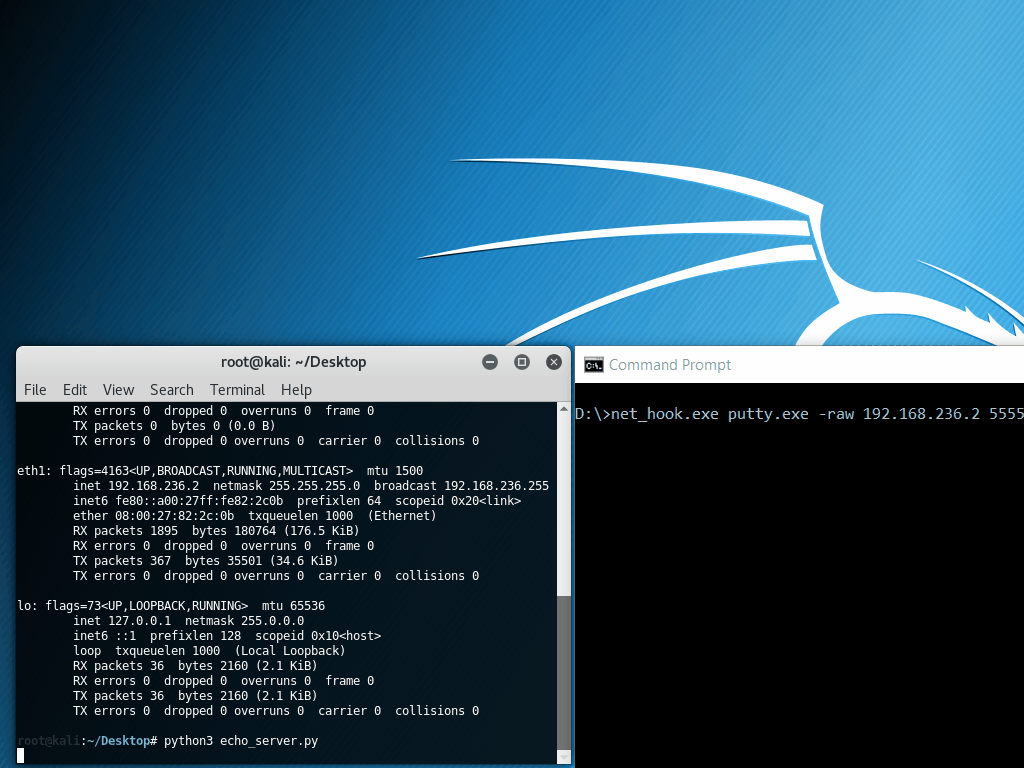 root@kali: ~/Desktop
File Edit View Search Terminal Help
RX errors 0 dropped 0 overruns 0 frame 0
TX packets 0 bytes 0 (0.0 B)
TX errors 0 dropped 0 overruns 0 carrier 0 collisions 0
eth1: flags=4163<UP,BROADCAST,RUNNING,MULTICAST> mtu 1500
inet 192.168.236.2 netmask 255.255.255.0 broadcast 192.168.236.255
inet6 fe80::a00:27ff:fe82:2c0b prefixlen 64 scopeid 0x20<link>
ether 08:00:27:82:2c:0b txqueuelen 1000 (Ethernet)
RX packets 1895 bytes 180764 (176.5 KiB)
RX errors 0 dropped 0 overruns 0 frame 0
TX packets 367 bytes 35501 (34.6 KiB)
TX errors 0 dropped 0 overruns 0 carrier 0 collisions 0
lo: flags=73<UP,LOOPBACK,RUNNING> mtu 65536
inet 127.0.0.1 netmask 255.0.0.0
inet6 ::1 prefixlen 128 scopeid 0x10<host>
loop txqueuelen 1000 (Local Loopback)
RX packets 36 bytes 2160 (2.1 KiB)
RX errors 0 dropped 0 overruns 0 frame 0
TX packets 36 bytes 2160 (2.1 KiB)
TX errors 0 dropped 0 overruns 0 carrier 0 collisions 0
root@kali:~/Desktop# python3 echo_server.py
Command Prompt
D:\>net_hook.exe putty.exe -raw 192.168.236.2 5555